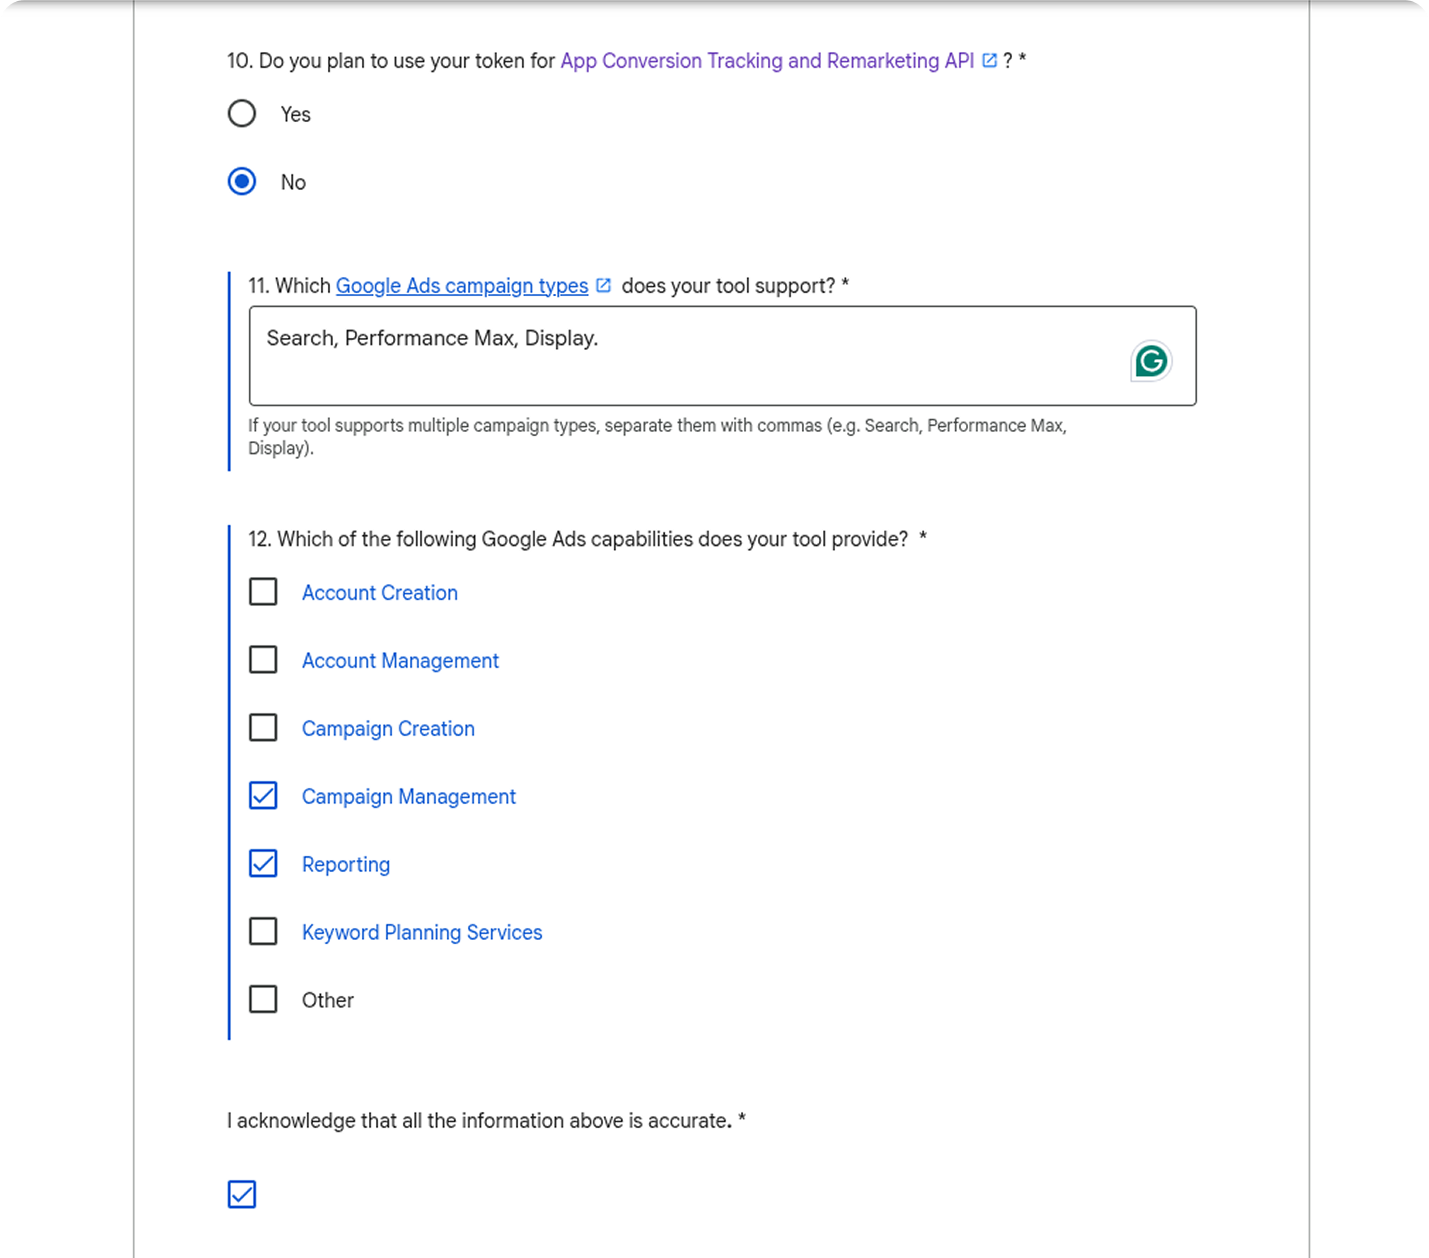 10. Do you plan to use your token for App Conversion Tracking and Remarketing API ? *
Yes
No
11. Which Google Ads campaign types does your tool support? *
Search, Performance Max, Display.
If your tool supports multiple campaign types, separate them with commas (e.g. Search, Performance Max,
Display).
12. Which of the following Google Ads capabilities does your tool provide? *
Account Creation
Account Management
Campaign Creation
Campaign Management
Reporting
Keyword Planning Services
Other
I acknowledge that all the information above is accurate. *